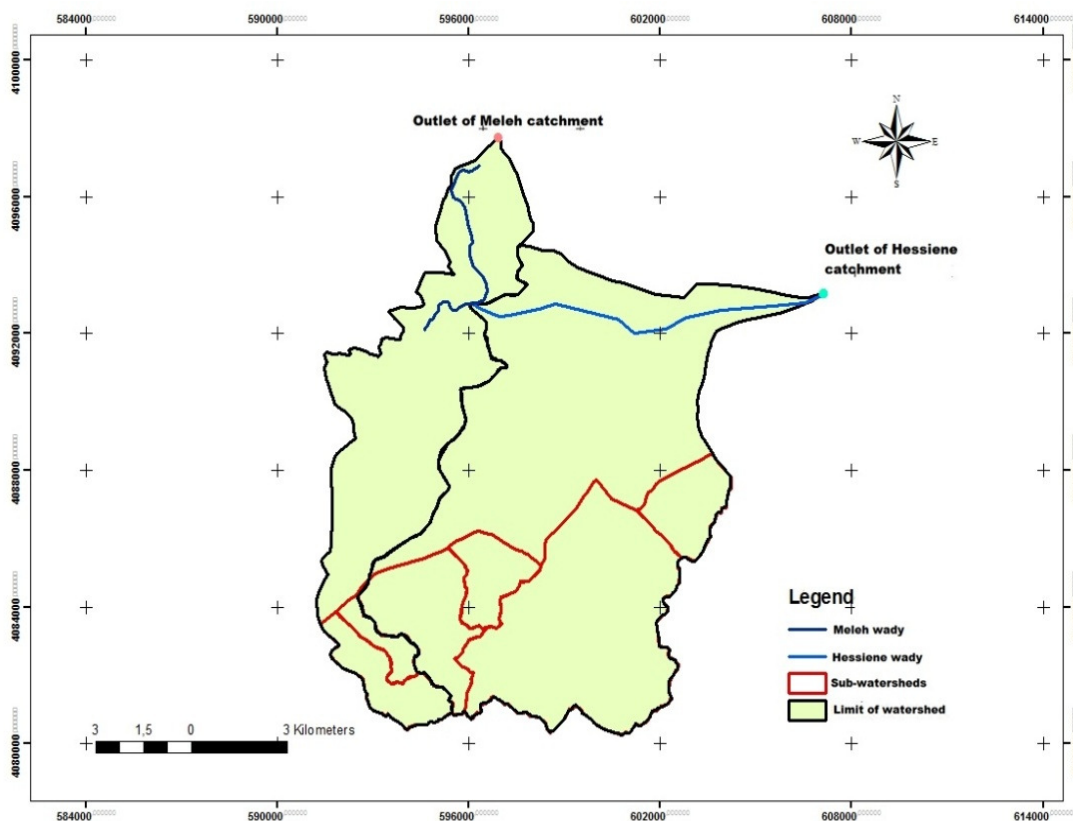 584000 590000 596000 602000 608000 614000
4100000
Outlet of Meleh catchment
N
W E
S
4096000
Outlet of Hessiene
catchment
4092000
4088000
4084000
Legend
Meleh wady
Hessiene wady
Sub-watersheds
Limit of watershed
3 1,5 0 3 Kilometers
4080000
584000 590000 596000 602000 608000 614000